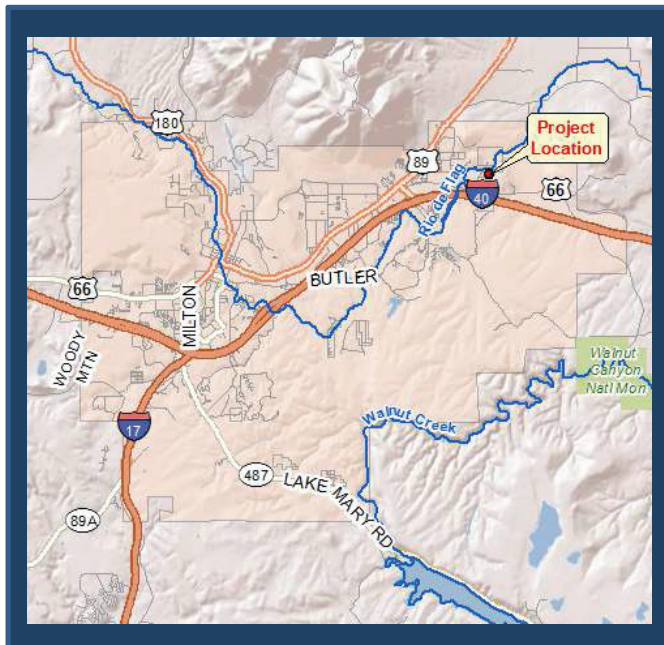 180
89
Project
Location
Rio de Flag
40
66
66
MILTON
BUTLER
WOODY
MTN
Walnut
Canyon
Natl Mon
17
Walnut Creek
487
LAKE MARY RD
89A